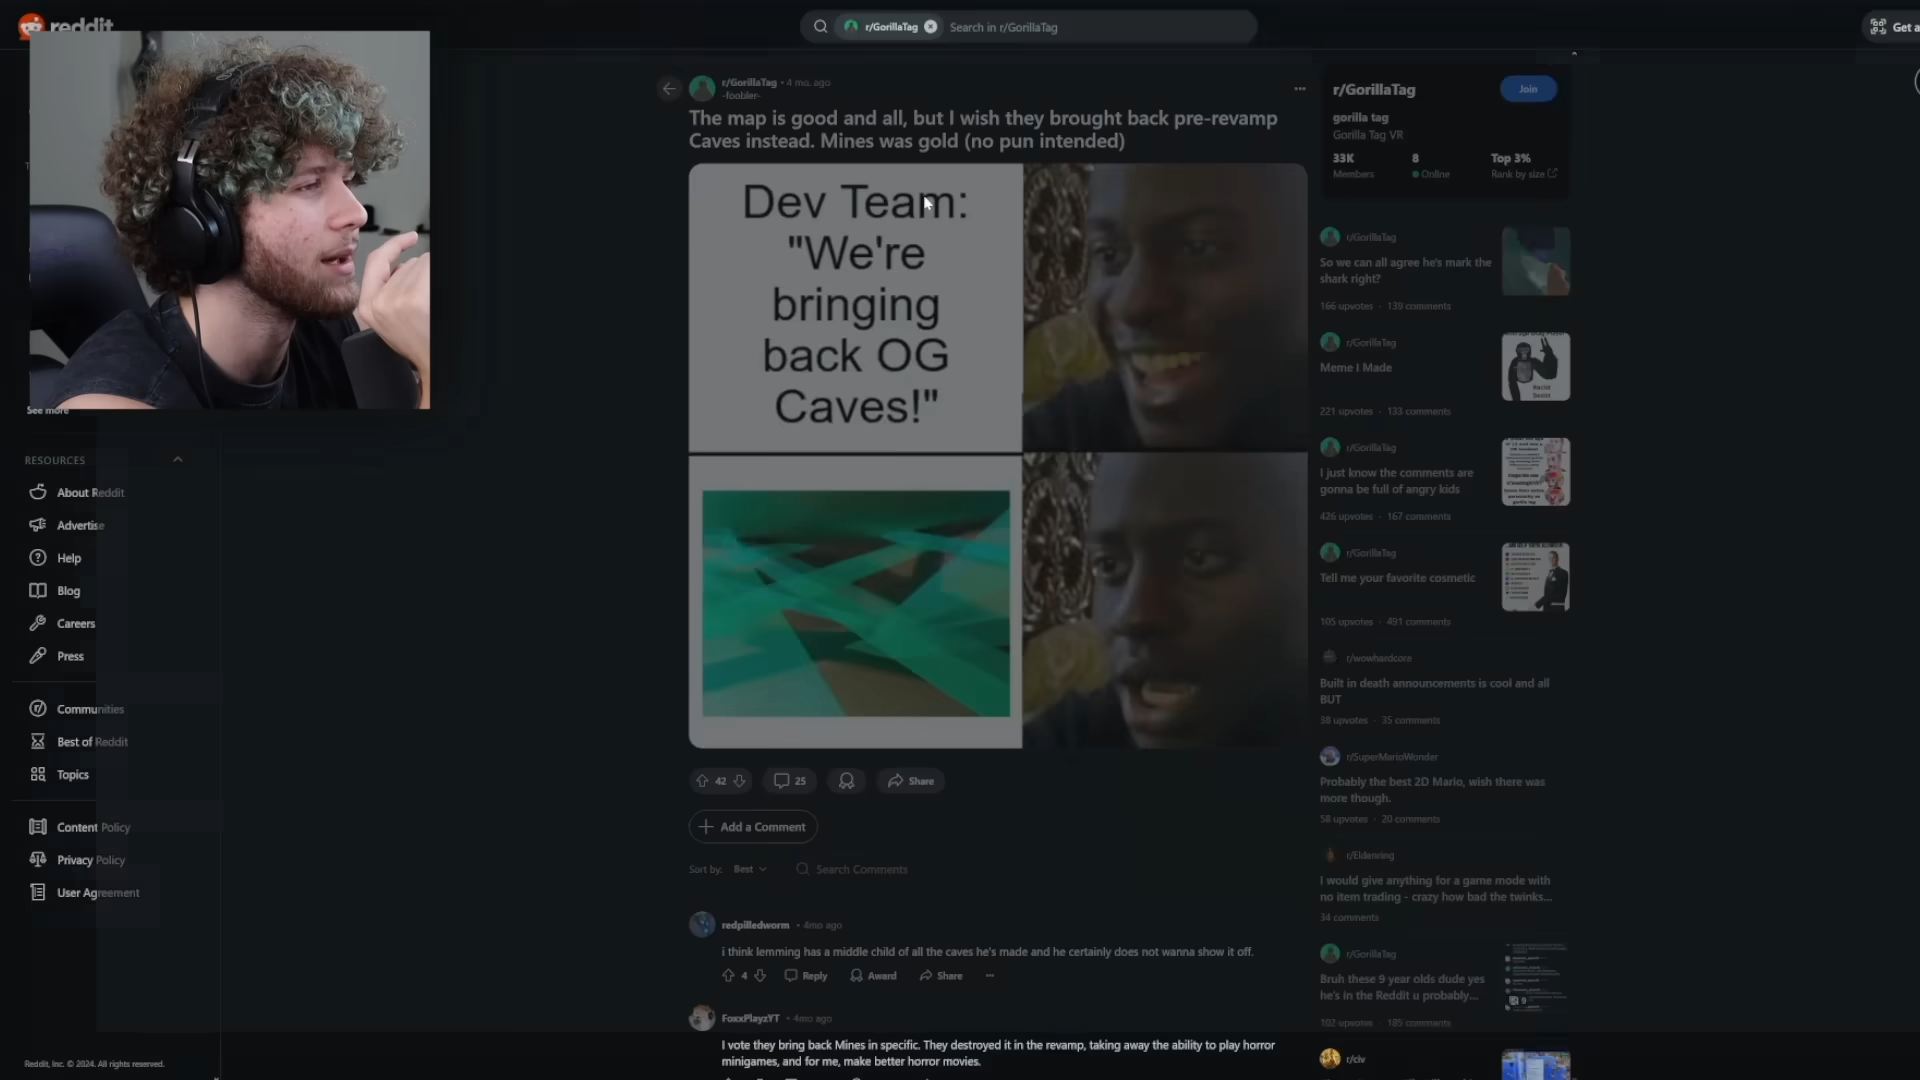 reddit
r/GorillaTag
Search in r/GorillaTag
Get a
r/GorillaTag • 4 mo. ago
-foobler-
The map is good and all, but I wish they brought back pre-revamp
Caves instead. Mines was gold (no pun intended)
Dev Team:
"We're
bringing
back OG
Caves!"
42
25
Share
Add a Comment
Sort by: Best
Search Comments
redpilledworm • 4mo ago
i think lemming has a middle child of all the caves he's made and he certainly does not wanna show it off.
4
Reply
Award
Share
FoxxPlayzYT • 4mo ago
I vote they bring back Mines in specific. They destroyed it in the revamp, taking away the ability to play horror
minigames, and for me, make better horror movies.
See more
RESOURCES
About Reddit
Advertise
Help
Blog
Careers
Press
Communities
Best of Reddit
Topics
Content Policy
Privacy Policy
User Agreement
Reddit, Inc. © 2024. All rights reserved.
r/GorillaTag
Join
gorilla tag
Gorilla Tag VR
33K 8 Top 3%
Members Online Rank by size
r/GorillaTag
So we can all agree he's mark the
shark right?
166 upvotes · 139 comments
r/GorillaTag
Meme I Made
221 upvotes · 133 comments
r/GorillaTag
I just know the comments are
gonna be full of angry kids
426 upvotes · 167 comments
r/GorillaTag
Tell me your favorite cosmetic
105 upvotes · 491 comments
r/wowhardcore
Built in death announcements is cool and all
BUT
38 upvotes · 35 comments
r/SuperMarioWonder
Probably the best 2D Mario, wish there was
more though.
58 upvotes · 20 comments
r/Eldenring
I would give anything for a game mode with
no item trading - crazy how bad the twinks...
34 comments
r/GorillaTag
Bruh these 9 year olds dude yes
he's in the Reddit u probably...
102 upvotes · 185 comments
r/civ